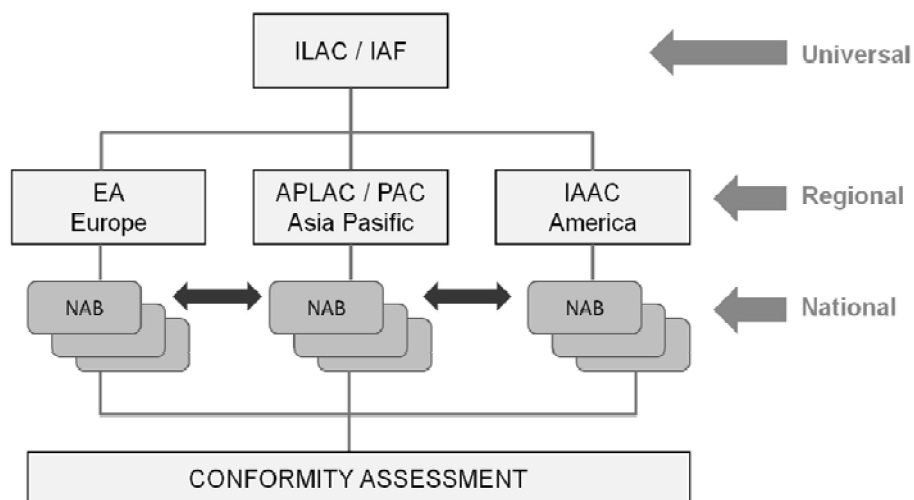 ILAC / IAF
Universal
EA
Europe
APLAC / PAC
Asia Pasific
IAAC
America
Regional
NAB
NAB
NAB
National
CONFORMITY ASSESSMENT